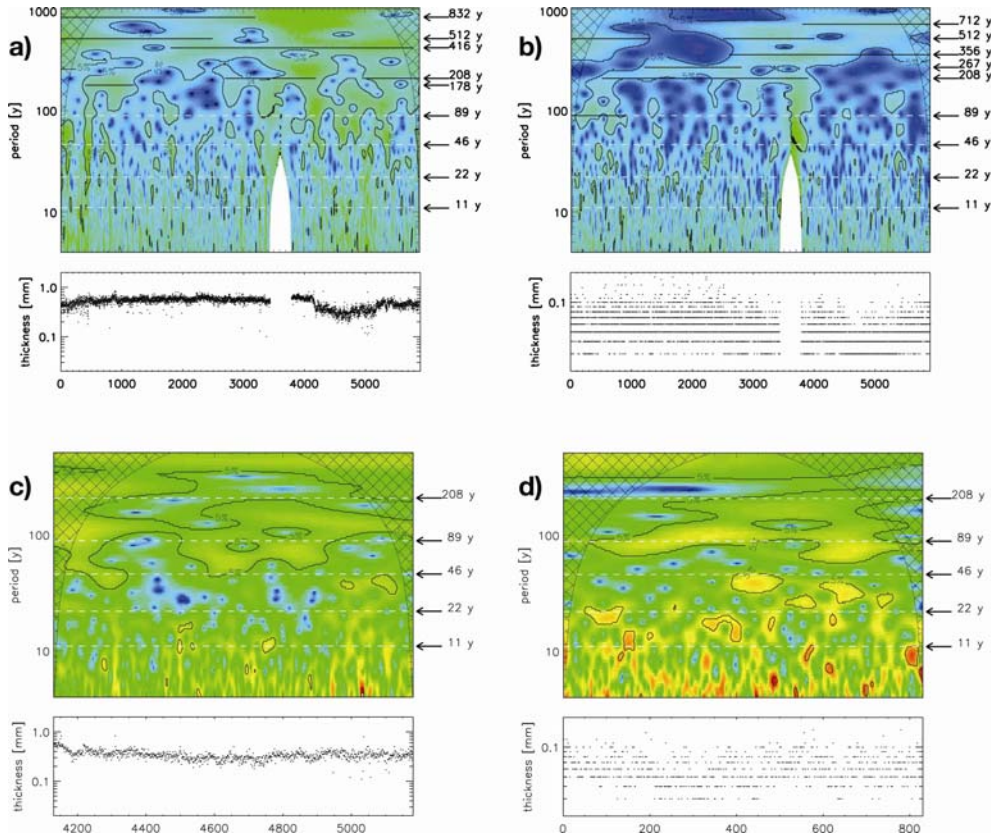 a)
1000
100
10
period [y]
832 y
512 y
416 y
208 y
178 y
89 y
46 y
22 y
11 y
1.0
0.1
thickness [mm]
0 1000 2000 3000 4000 5000
b)
1000
100
10
period [y]
712 y
512 y
356 y
267 y
208 y
89 y
46 y
22 y
11 y
0.1
thickness [mm]
0 1000 2000 3000 4000 5000
c)
100
10
period [y]
208 y
89 y
46 y
22 y
11 y
1.0
0.1
thickness [mm]
4200 4400 4600 4800 5000
d)
100
10
period [y]
208 y
89 y
46 y
22 y
11 y
0.1
thickness [mm]
0 200 400 600 800